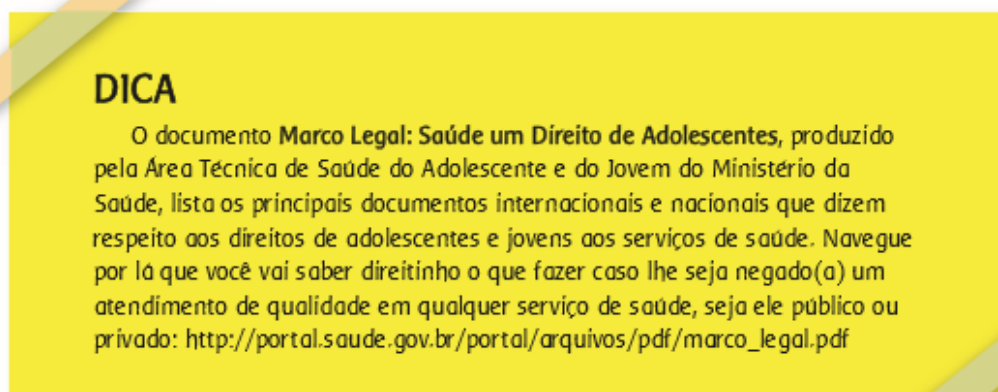 DICA
O documento Marco Legal: Saúde um Direito de Adolescentes, produzido
pela Área Técnica de Saúde do Adolescente e do Jovem do Ministério da
Saúde, lista os principais documentos internacionais e nacionais que dizem
respeito aos direitos de adolescentes e jovens aos serviços de saúde. Navegue
por lá que você vai saber direitinho o que fazer caso lhe seja negado(a) um
atendimento de qualidade em qualquer serviço de saúde, seja ele público ou
privado: http://portal.saude.gov.br/portal/arquivos/pdf/marco_legal.pdf